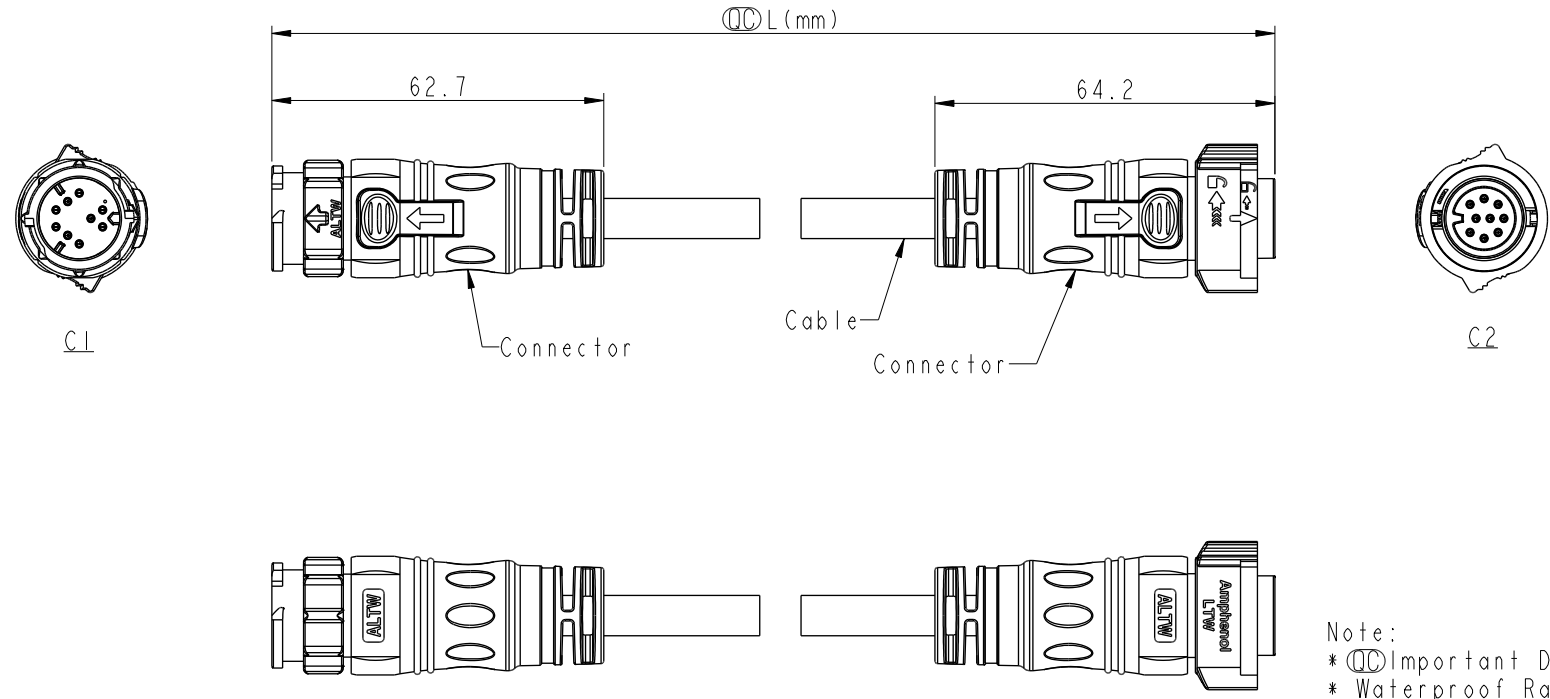 QC L(mm)
62.7
64.2
ALTW
C1
C2
Cable
Connector
Connector
ALTW
ALTW
Amphenol
LTW
Note:
* QC Important D
* Waterproof Ra